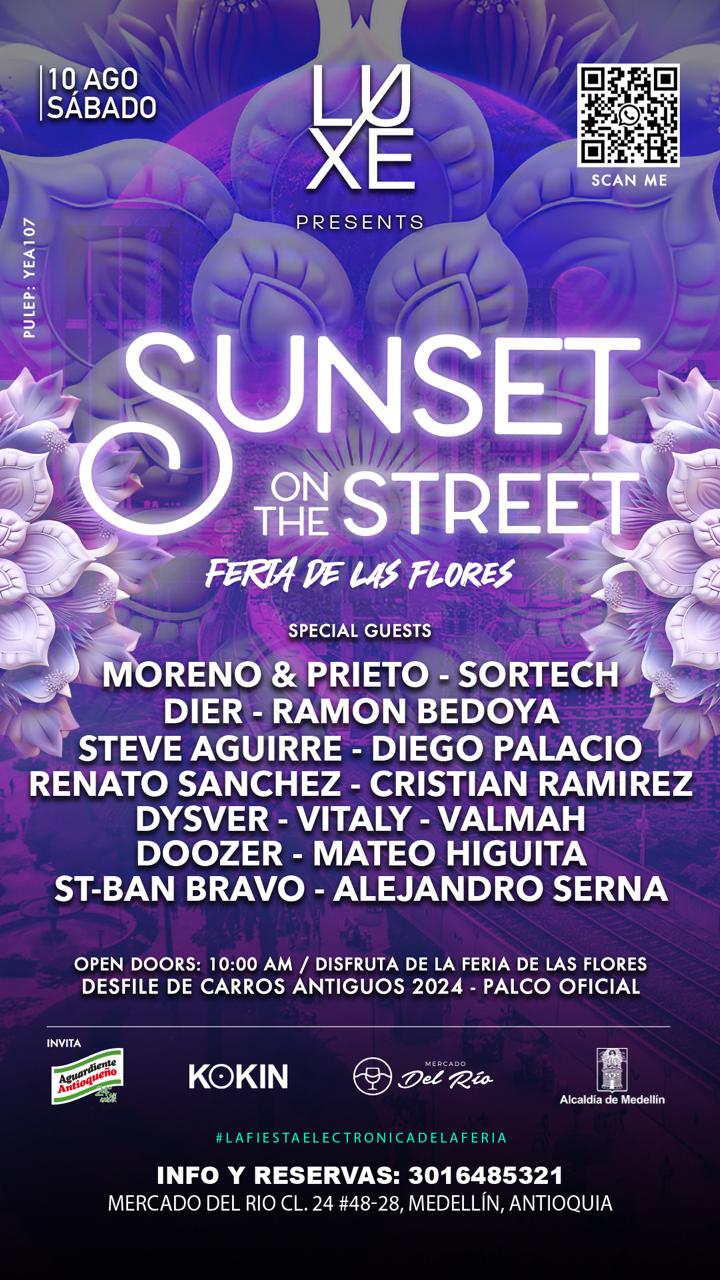 10 AGO
SÁBADO
LUXE
PRESENTS
SCAN ME
PULEP: YEA107
SUNSET
ON
THE STREET
FERIA DE LAS FLORES
SPECIAL GUESTS
MORENO & PRIETO - SORTECH
DIER - RAMON BEDOYA
STEVE AGUIRRE - DIEGO PALACIO
RENATO SANCHEZ - CRISTIAN RAMIREZ
DYSVER - VITALY - VALMAH
DOOZER - MATEO HIGUITA
ST-BAN BRAVO - ALEJANDRO SERNA
OPEN DOORS: 10:00 AM / DISFRUTA DE LA FERIA DE LAS FLORES
DESFILE DE CARROS ANTIGUOS 2024 - PALCO OFICIAL
INVITA
Aguardiente
Antioqueño
KOKIN
MERCADO
Del Río
Alcaldía de Medellín
#LAFIESTAELECTRONICADELAFERIA
INFO Y RESERVAS: 3016485321
MERCADO DEL RIO CL. 24 #48-28, MEDELLÍN, ANTIOQUIA